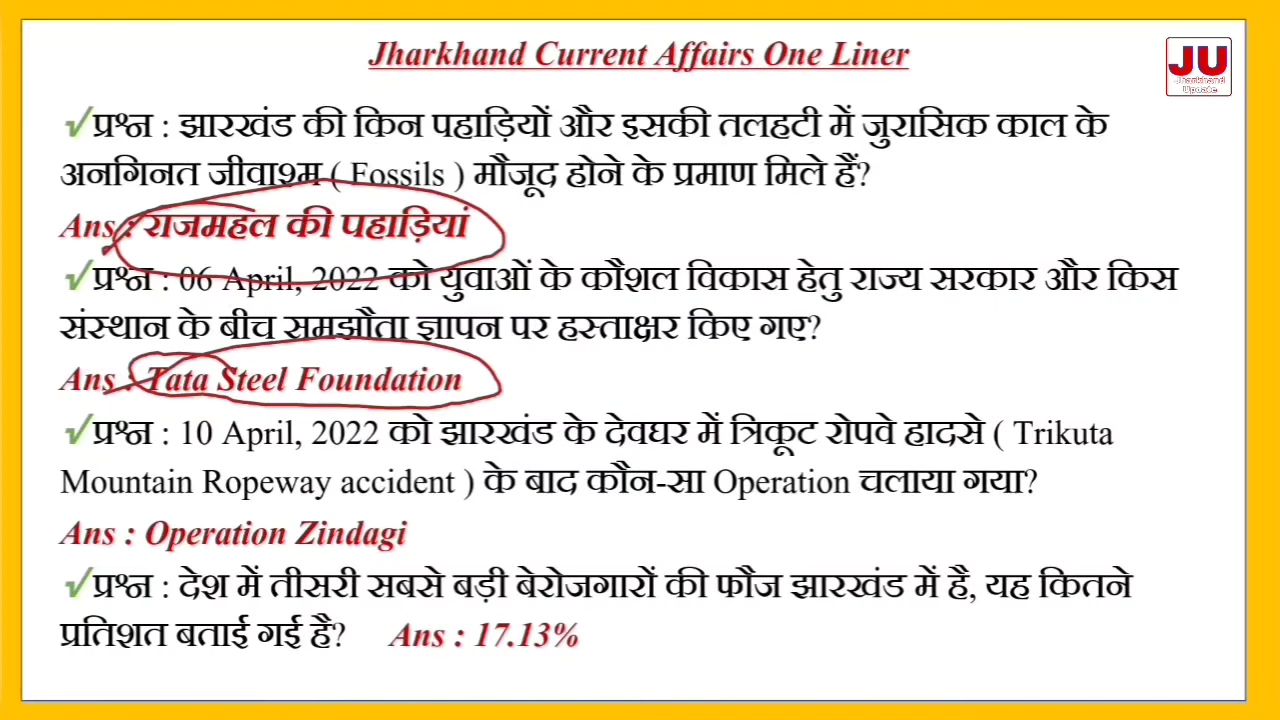 Jharkhand Current Affairs One Liner
JU
Jharkhand
Update
✓प्रश्न : झारखंड की किन पहाड़ियों और इसकी तलहटी में जुरासिक काल के
अनगिनत जीवाश्म ( Fossils ) मौजूद होने के प्रमाण मिले हैं?
Ans : राजमहल की पहाड़ियां
✓प्रश्न : 06 April, 2022 को युवाओं के कौशल विकास हेतु राज्य सरकार और किस
संस्थान के बीच समझौता ज्ञापन पर हस्ताक्षर किए गए?
Ans : Tata Steel Foundation
✓प्रश्न : 10 April, 2022 को झारखंड के देवघर में त्रिकूट रोपवे हादसे ( Trikuta
Mountain Ropeway accident ) के बाद कौन-सा Operation चलाया गया?
Ans : Operation Zindagi
✓प्रश्न : देश में तीसरी सबसे बड़ी बेरोजगारों की फौज झारखंड में है, यह कितने
प्रतिशत बताई गई है? Ans : 17.13%